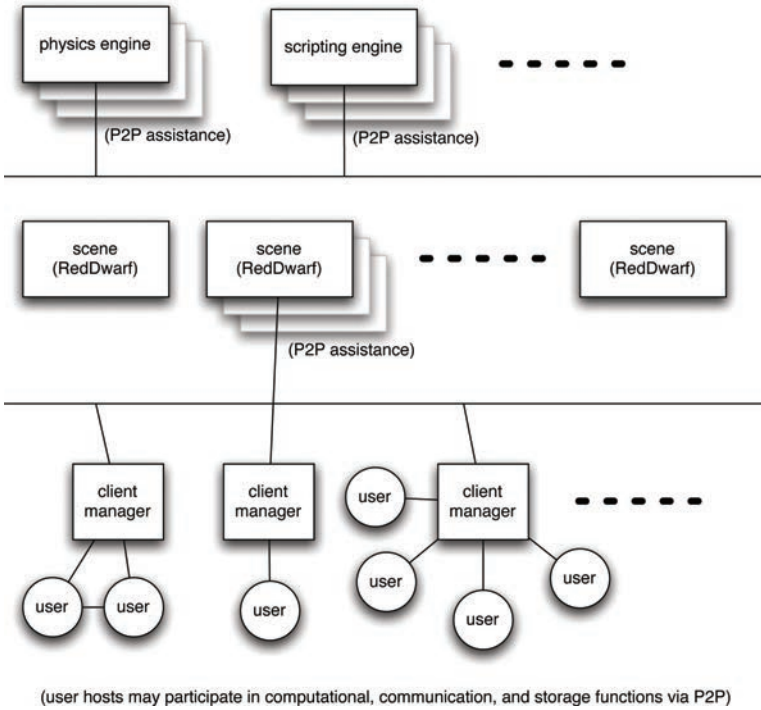 physics engine
scripting engine
(P2P assistance)
(P2P assistance)
scene
(RedDwarf)
scene
(RedDwarf)
scene
(RedDwarf)
(P2P assistance)
client
manager
client
manager
client
manager
user
user
user
user
user
user
user
(user hosts may participate in computational, communication, and storage functions via P2P)